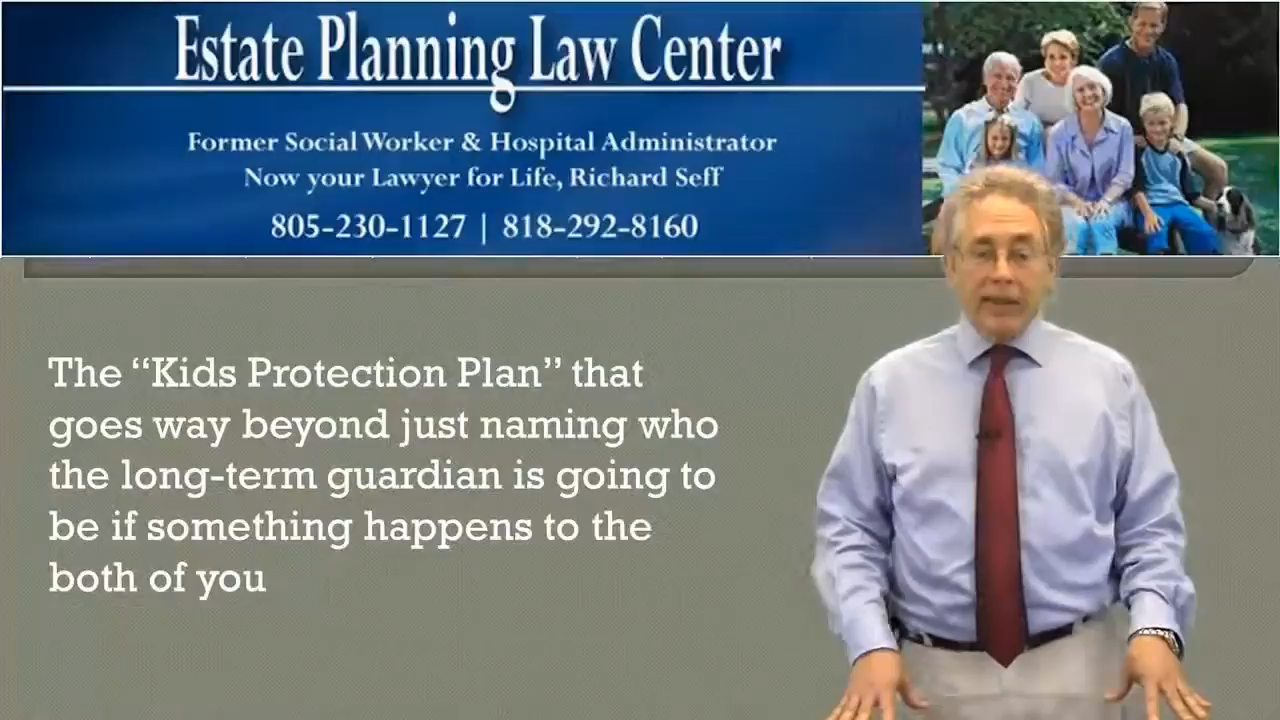 Estate Planning Law Center
Former Social Worker & Hospital Administrator
Now your Lawyer for Life, Richard Seff
805-230-1127 | 818-292-8160
The “Kids Protection Plan” that
goes way beyond just naming who
the long-term guardian is going to
be if something happens to the
both of you